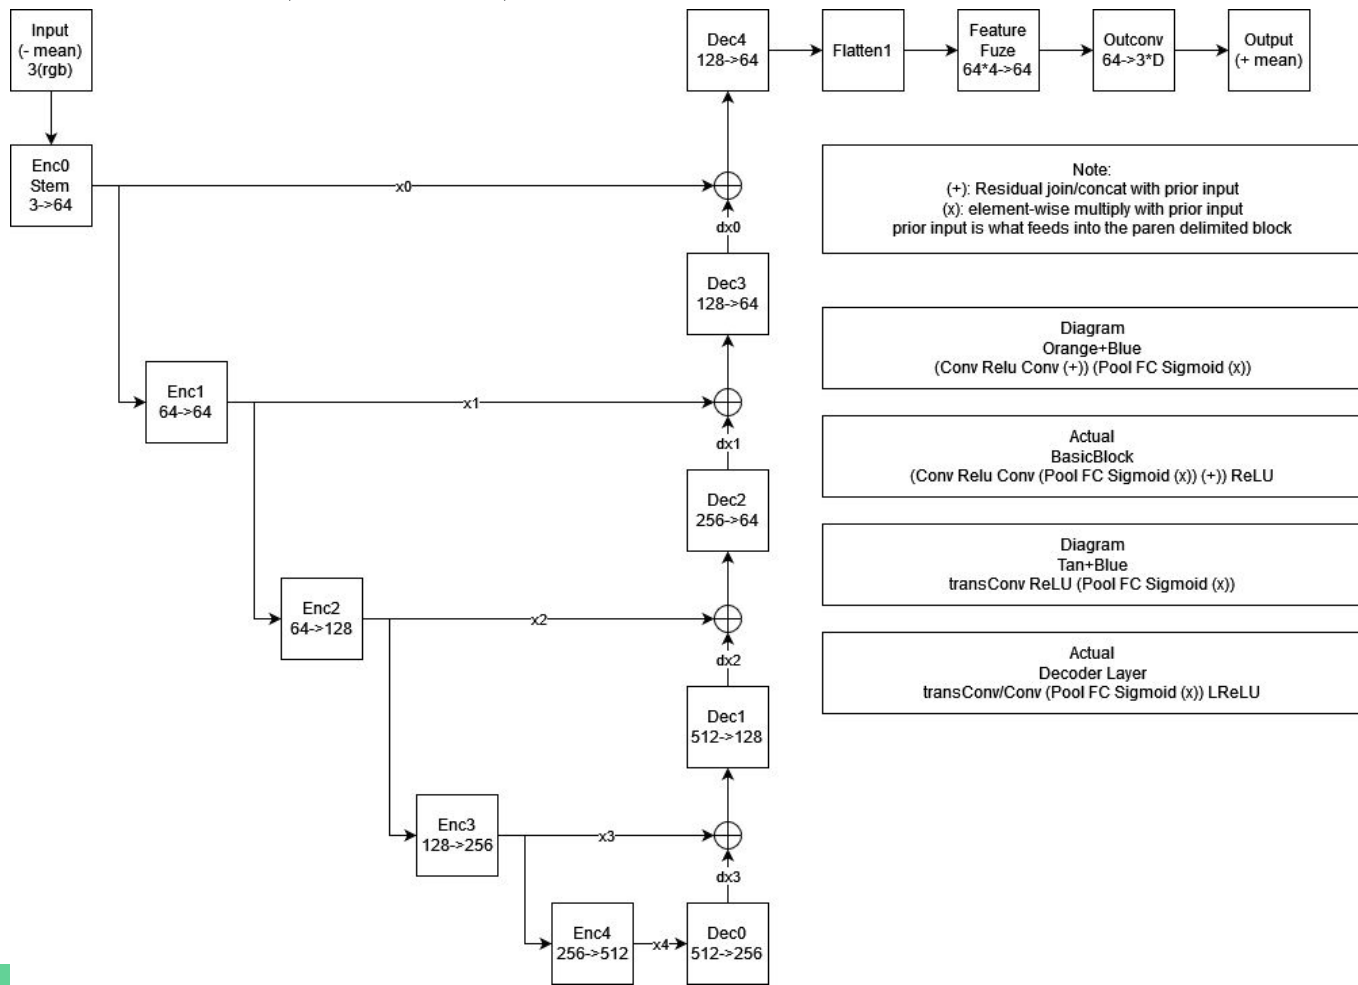 Input
(- mean)
3(rgb)
Dec4
128->64
Flatten1
Feature
Fuze
64*4->64
Outconv
64->3*D
Output
(+ mean)
Enc0
Stem
3->64
x0
dx0
Note:
(+): Residual join/concat with prior input
(x): element-wise multiply with prior input
prior input is what feeds into the paren delimited block
Dec3
128->64
Diagram
Orange+Blue
(Conv Relu Conv (+)) (Pool FC Sigmoid (x))
Enc1
64->64
x1
dx1
Actual
BasicBlock
(Conv Relu Conv (Pool FC Sigmoid (x)) (+)) ReLU
Dec2
256->64
Diagram
Tan+Blue
transConv ReLU (Pool FC Sigmoid (x))
Enc2
64->128
x2
dx2
Actual
Decoder Layer
transConv/Conv (Pool FC Sigmoid (x)) LReLU
Dec1
512->128
Enc3
128->256
x3
dx3
Enc4
256->512
x4
Dec0
512->256